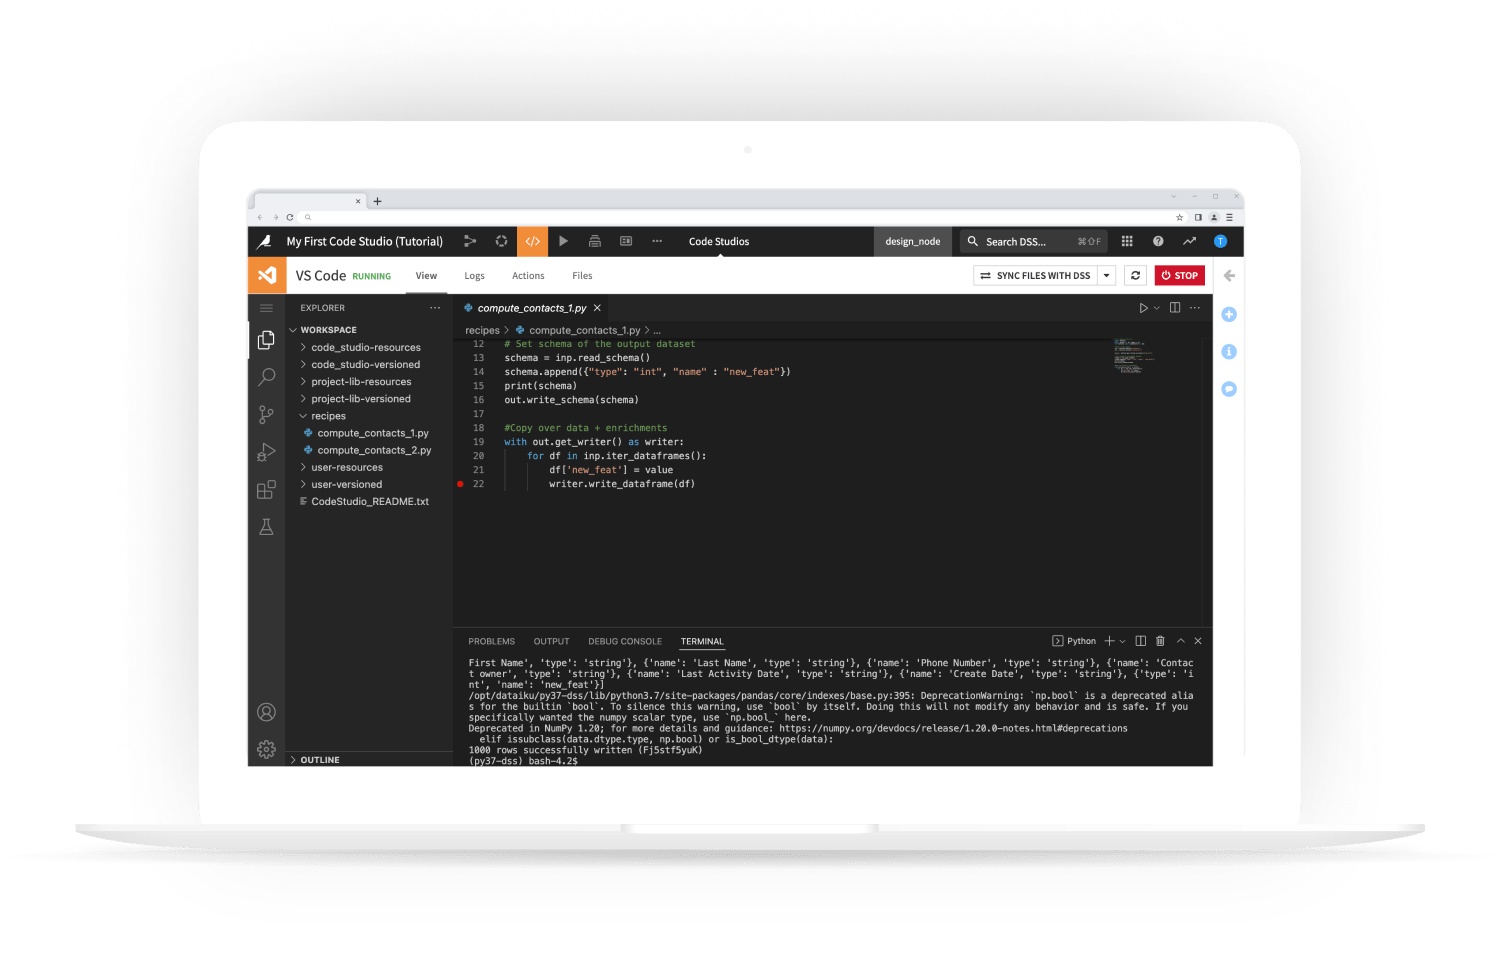 My First Code Studio (Tutorial)
Code Studios
design_node
Search DSS...
⌘⇧F
T
VS Code RUNNING
View
Logs
Actions
Files
SYNC FILES WITH DSS
STOP
EXPLORER
WORKSPACE
code_studio-resources
code_studio-versioned
project-lib-resources
project-lib-versioned
recipes
compute_contacts_1.py
compute_contacts_2.py
user-resources
user-versioned
CodeStudio_README.txt
OUTLINE
compute_contacts_1.py
recipes > compute_contacts_1.py > ...
12 # Set schema of the output dataset
13 schema = inp.read_schema()
14 schema.append({"type": "int", "name" : "new_feat"})
15 print(schema)
16 out.write_schema(schema)
17
18 #Copy over data + enrichments
19 with out.get_writer() as writer:
20 for df in inp.iter_dataframes():
21 df['new_feat'] = value
22 writer.write_dataframe(df)
PROBLEMS
OUTPUT
DEBUG CONSOLE
TERMINAL
Python
First Name', 'type': 'string'}, {'name': 'Last Name', 'type': 'string'}, {'name': 'Phone Number', 'type': 'string'}, {'name': 'Contac
t owner', 'type': 'string'}, {'name': 'Last Activity Date', 'type': 'string'}, {'name': 'Create Date', 'type': 'string'}, {'type': 'i
nt', 'name': 'new_feat'}]
/opt/dataiku/py37-dss/lib/python3.7/site-packages/pandas/core/indexes/base.py:395: DeprecationWarning: `np.bool` is a deprecated alia
s for the builtin `bool`. To silence this warning, use `bool` by itself. Doing this will not modify any behavior and is safe. If you
specifically wanted the numpy scalar type, use `np.bool_` here.
Deprecated in NumPy 1.20; for more details and guidance: https://numpy.org/devdocs/release/1.20.0-notes.html#deprecations
elif issubclass(data.dtype.type, np.bool) or is_bool_dtype(data):
1000 rows successfully written (Fj5stf5yuK)
(py37-dss) bash-4.2$